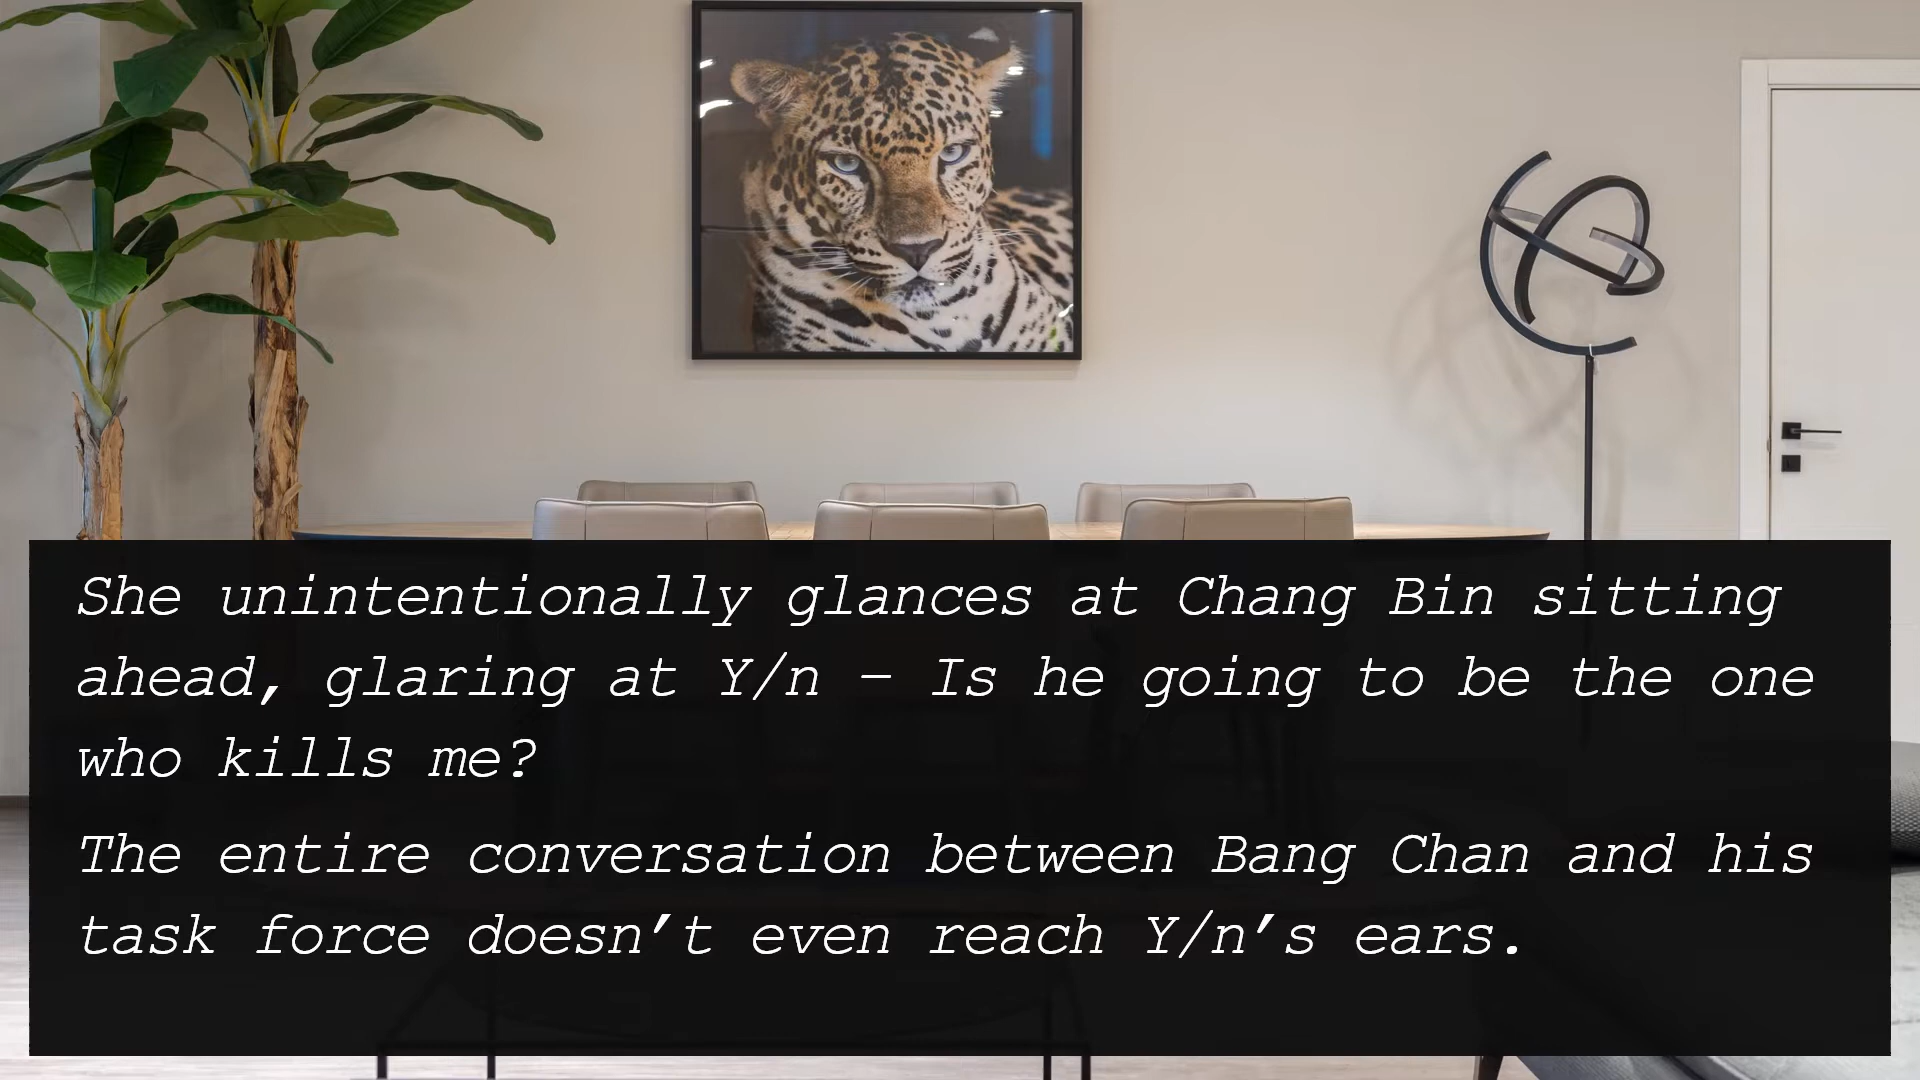 She unintentionally glances at Chang Bin sitting
ahead, glaring at Y/n – Is he going to be the one
who kills me?
The entire conversation between Bang Chan and his
task force doesn’t even reach Y/n’s ears.